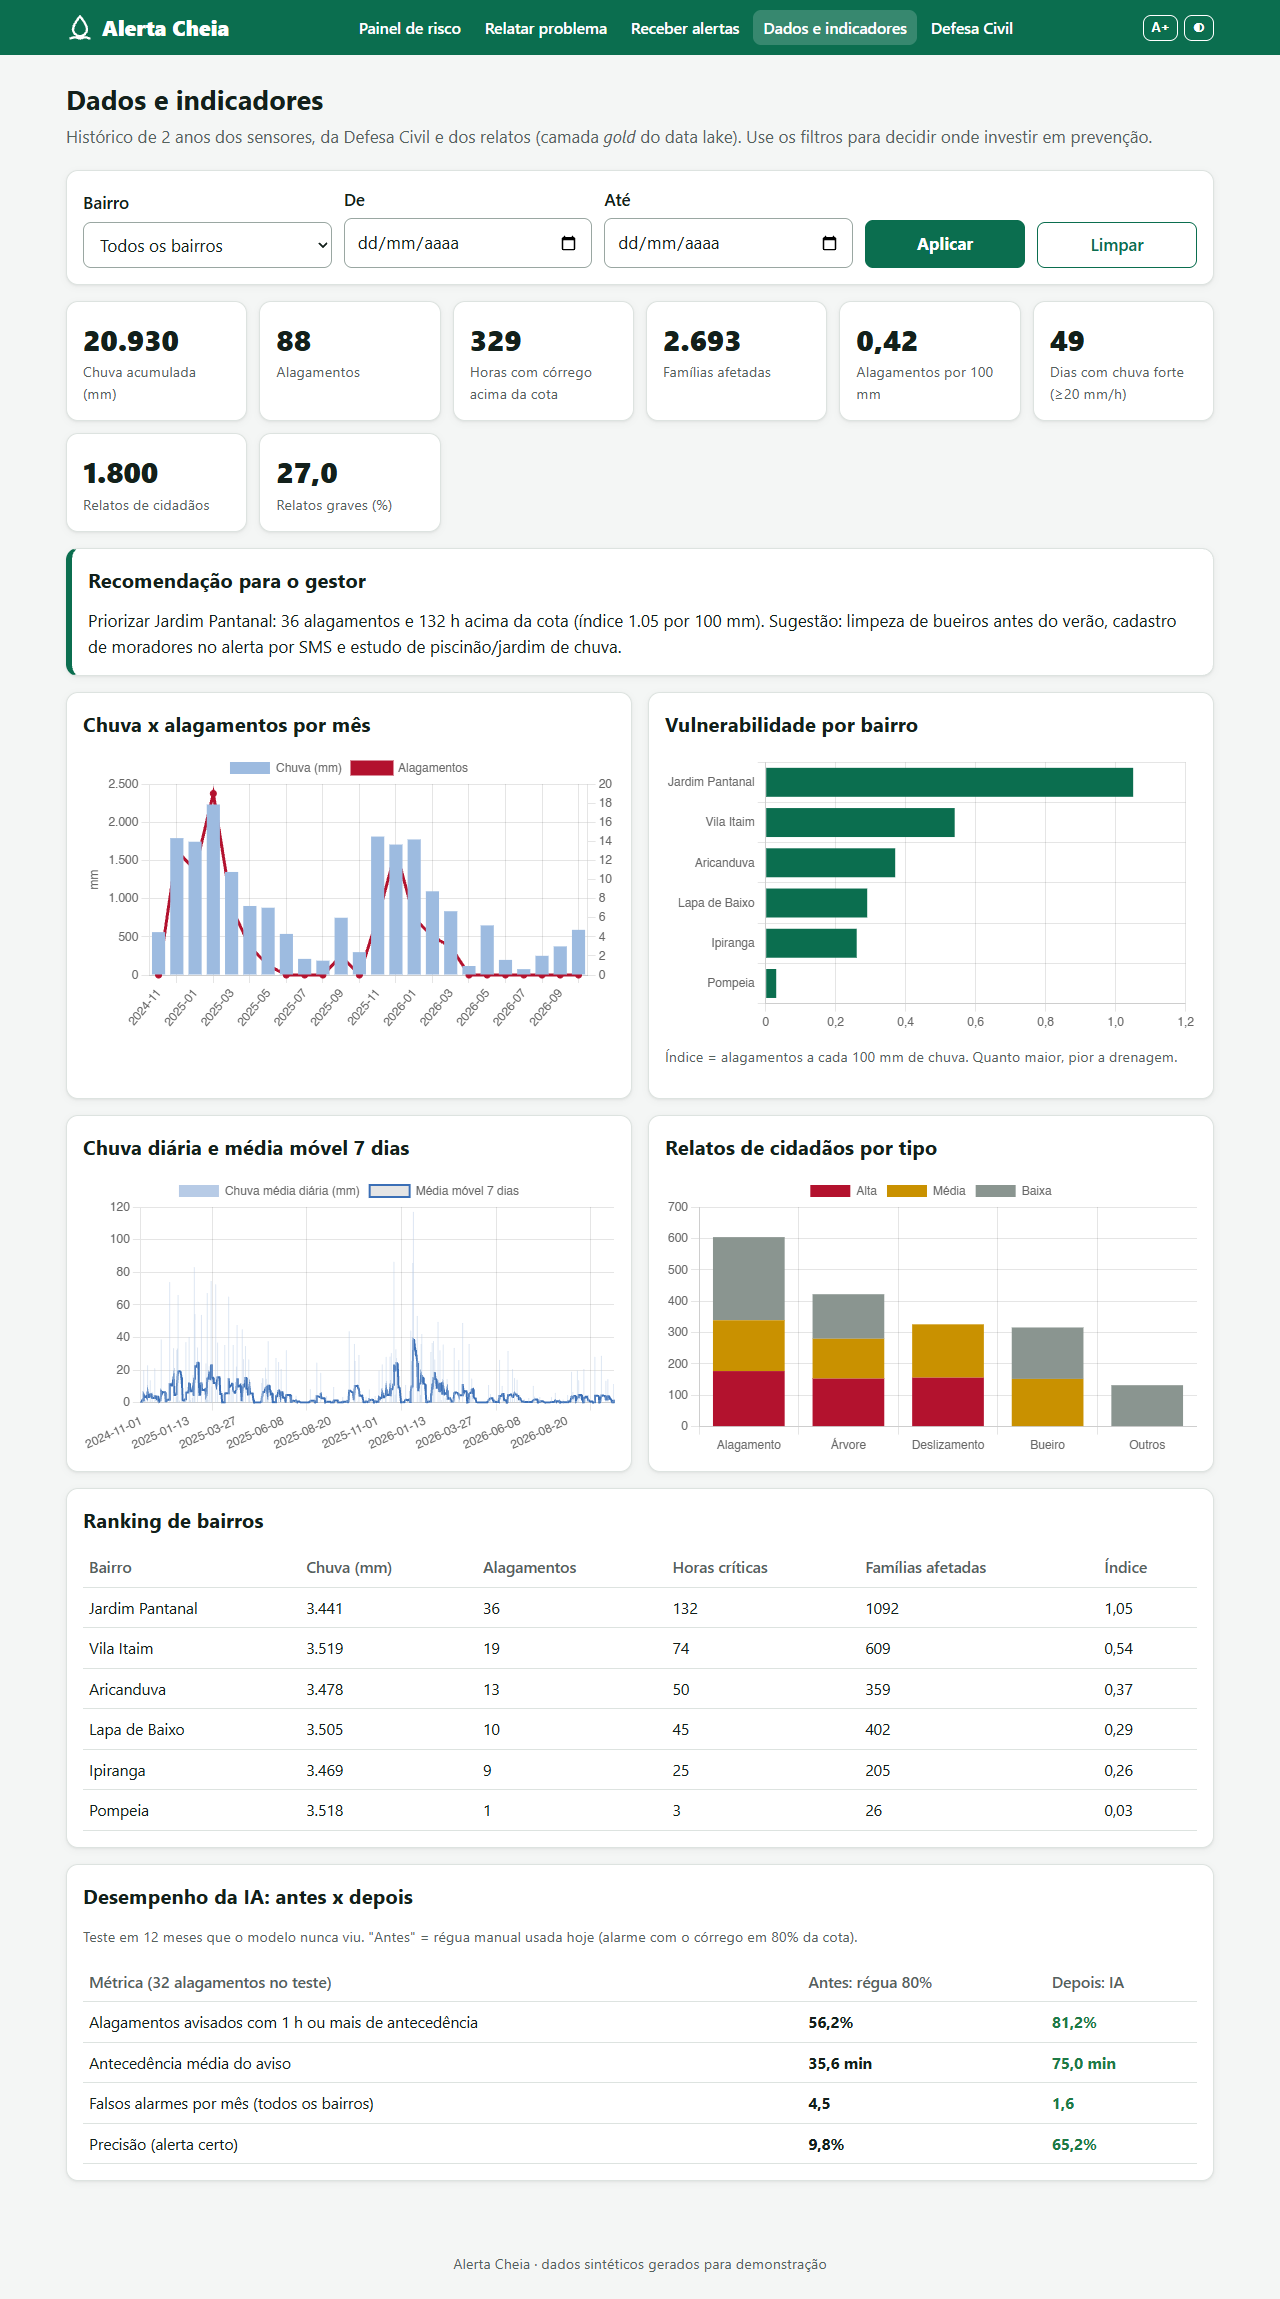 Alerta Cheia
Painel de risco
Relatar problema
Receber alertas
Dados e indicadores
Defesa Civil
A+
Dados e indicadores
Histórico de 2 anos dos sensores, da Defesa Civil e dos relatos (camada gold do data lake). Use os filtros para decidir onde investir em prevenção.
Bairro
Todos os bairros
De
dd/mm/aaaa
Até
dd/mm/aaaa
Aplicar
Limpar
20.930
Chuva acumulada
(mm)
88
Alagamentos
329
Horas com córrego
acima da cota
2.693
Famílias afetadas
0,42
Alagamentos por 100
mm
49
Dias com chuva forte
(≥20 mm/h)
1.800
Relatos de cidadãos
27,0
Relatos graves (%)
Recomendação para o gestor
Priorizar Jardim Pantanal: 36 alagamentos e 132 h acima da cota (índice 1.05 por 100 mm). Sugestão: limpeza de bueiros antes do verão, cadastro
de moradores no alerta por SMS e estudo de piscinão/jardim de chuva.
Chuva x alagamentos por mês
Chuva (mm) Alagamentos
2.500
2.000
1.500
1.000
500
0
mm
20
18
16
14
12
10
8
6
4
2
0
2024-11
2025-01
2025-03
2025-05
2025-07
2025-09
2025-11
2026-01
2026-03
2026-05
2026-07
2026-09
Vulnerabilidade por bairro
Jardim Pantanal
Vila Itaim
Aricanduva
Lapa de Baixo
Ipiranga
Pompeia
0 0,2 0,4 0,6 0,8 1,0 1,2
Índice = alagamentos a cada 100 mm de chuva. Quanto maior, pior a drenagem.
Chuva diária e média móvel 7 dias
Chuva média diária (mm) Média móvel 7 dias
120
100
80
60
40
20
0
2024-11-01
2025-01-13
2025-03-27
2025-06-08
2025-08-20
2025-11-01
2026-01-13
2026-03-27
2026-06-08
2026-08-20
Relatos de cidadãos por tipo
Alta Média Baixa
700
600
500
400
300
200
100
0
Alagamento Árvore Deslizamento Bueiro Outros
Ranking de bairros
Bairro Chuva (mm) Alagamentos Horas críticas Famílias afetadas Índice
Jardim Pantanal 3.441 36 132 1092 1,05
Vila Itaim 3.519 19 74 609 0,54
Aricanduva 3.478 13 50 359 0,37
Lapa de Baixo 3.505 10 45 402 0,29
Ipiranga 3.469 9 25 205 0,26
Pompeia 3.518 1 3 26 0,03
Desempenho da IA: antes x depois
Teste em 12 meses que o modelo nunca viu. "Antes" = régua manual usada hoje (alarme com o córrego em 80% da cota).
Métrica (32 alagamentos no teste) Antes: régua 80% Depois: IA
Alagamentos avisados com 1 h ou mais de antecedência 56,2% 81,2%
Antecedência média do aviso 35,6 min 75,0 min
Falsos alarmes por mês (todos os bairros) 4,5 1,6
Precisão (alerta certo) 9,8% 65,2%
Alerta Cheia · dados sintéticos gerados para demonstração